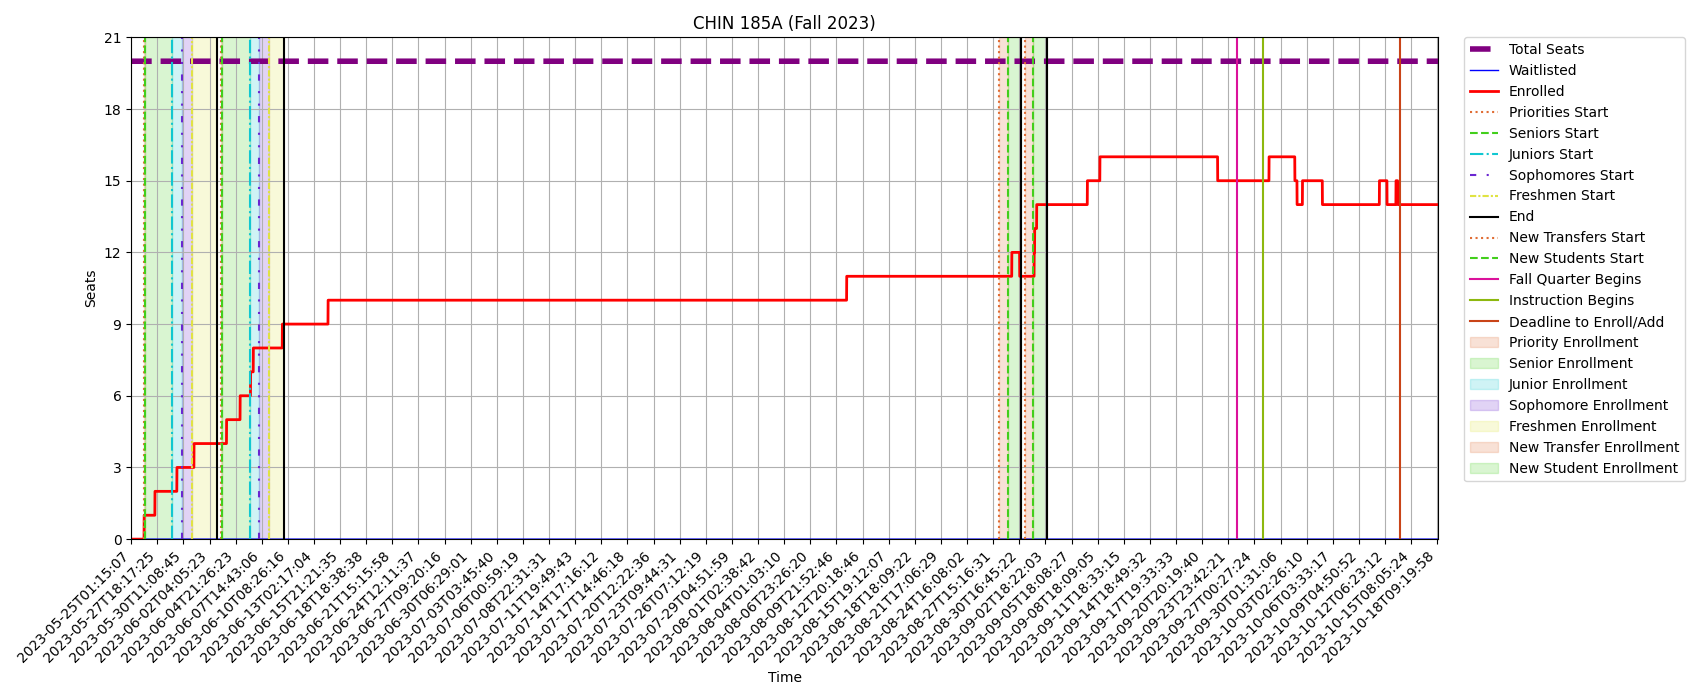 CHIN 185A (Fall 2023)
21
18
15
12
9
6
3
0
Seats
2023-05-25T01:15:07
2023-05-27T18:17:25
2023-05-30T11:08:45
2023-06-02T04:05:23
2023-06-04T21:26:23
2023-06-07T14:43:06
2023-06-10T08:26:16
2023-06-13T02:17:04
2023-06-15T21:21:35
2023-06-18T18:38:38
2023-06-21T15:15:58
2023-06-24T12:11:37
2023-06-27T09:20:16
2023-06-30T06:29:01
2023-07-03T03:45:40
2023-07-06T00:59:19
2023-07-08T22:31:31
2023-07-11T19:49:43
2023-07-14T17:16:12
2023-07-17T14:46:18
2023-07-20T12:22:36
2023-07-23T09:44:31
2023-07-26T07:12:19
2023-07-29T04:51:59
2023-08-01T02:38:42
2023-08-04T01:03:10
2023-08-06T23:26:20
2023-08-09T21:52:46
2023-08-12T20:18:46
2023-08-15T19:12:07
2023-08-18T18:09:22
2023-08-21T17:06:29
2023-08-24T16:08:02
2023-08-27T15:16:31
2023-08-30T16:45:22
2023-09-02T18:22:03
2023-09-05T18:08:27
2023-09-08T18:09:05
2023-09-11T18:33:15
2023-09-14T18:49:32
2023-09-17T19:33:33
2023-09-20T20:19:40
2023-09-23T23:42:21
2023-09-27T00:27:24
2023-09-30T01:31:06
2023-10-03T02:26:10
2023-10-06T03:33:17
2023-10-09T04:50:52
2023-10-12T06:23:12
2023-10-15T08:05:24
2023-10-18T09:19:58
Time
Total Seats
Waitlisted
Enrolled
Priorities Start
Seniors Start
Juniors Start
Sophomores Start
Freshmen Start
End
New Transfers Start
New Students Start
Fall Quarter Begins
Instruction Begins
Deadline to Enroll/Add
Priority Enrollment
Senior Enrollment
Junior Enrollment
Sophomore Enrollment
Freshmen Enrollment
New Transfer Enrollment
New Student Enrollment